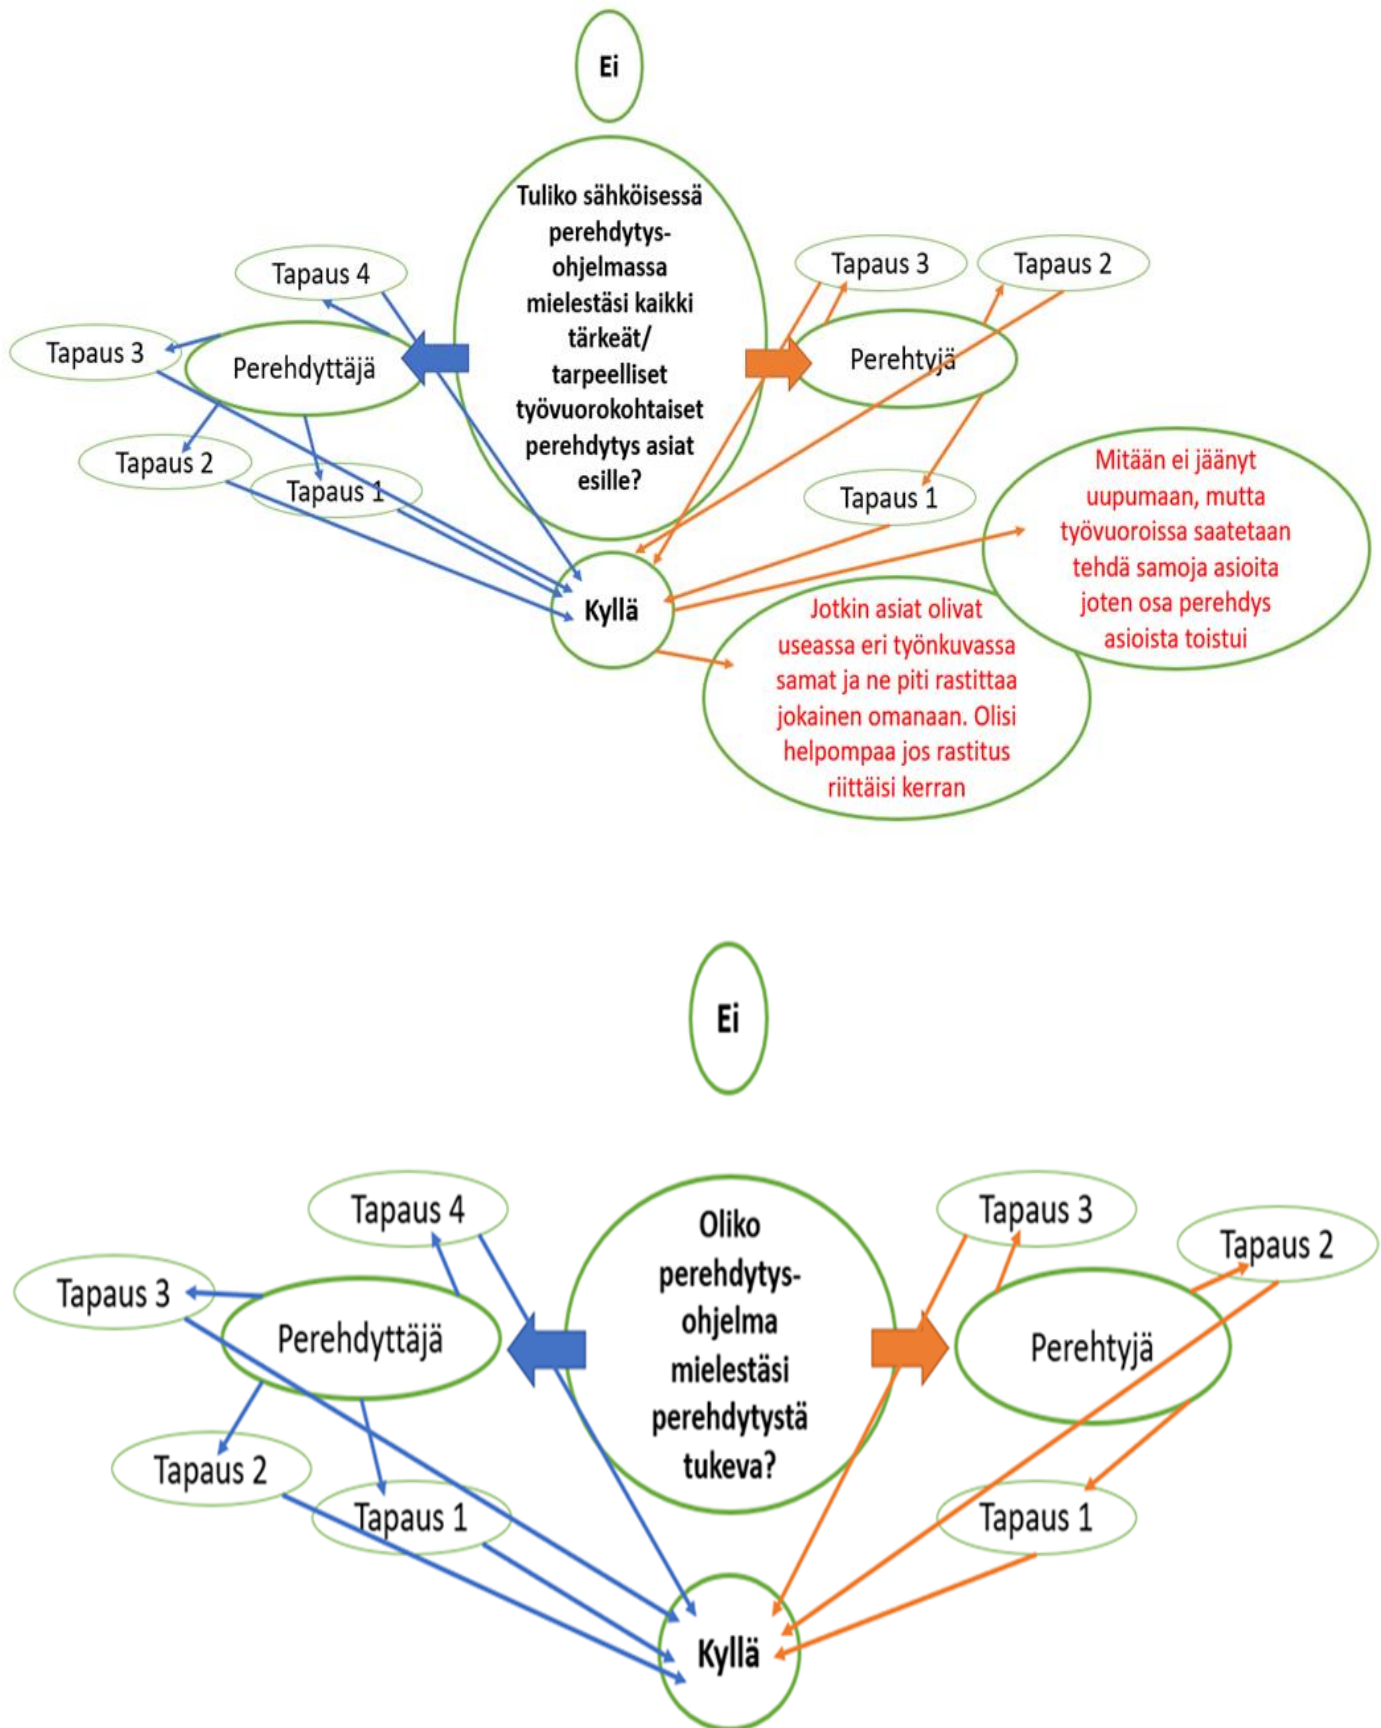 Ei
Tuliko sähköisessä
perehdytys-
ohjelmassa
mielestäsi kaikki
tärkeät/
tarpeelliset
työvuorokohtaiset
perehdytys asiat
esille?
Tapaus 4
Tapaus 3
Perehdyttäjä
Tapaus 2
Tapaus 1
Tapaus 3
Tapaus 2
Perehtyjä
Tapaus 1
Kyllä
Mitään ei jäänyt
uupumaan, mutta
työvuoroissa saatetaan
tehdä samoja asioita
joten osa perehdys
asioista toistui
Jotkin asiat olivat
useassa eri työnkuvassa
samat ja ne piti rastittaa
jokainen omanaan. Olisi
helpompaa jos rastitus
riittäisi kerran
Ei
Oliko
perehdytys-
ohjelma
mielestäsi
perehdytystä
tukeva?
Tapaus 4
Tapaus 3
Perehdyttäjä
Tapaus 2
Tapaus 1
Tapaus 3
Tapaus 2
Perehtyjä
Tapaus 1
Kyllä